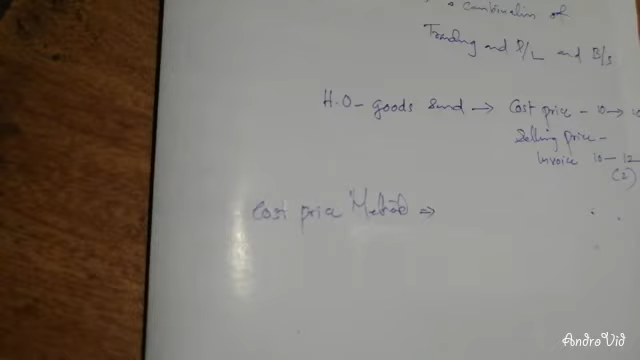 a combination of
Trading and P/L and B/S
H.O - goods send → Cost price - 10 → 10
Selling price -
Invoice 10 - 12
(2)
Cost price Method ⇒
AndroVid